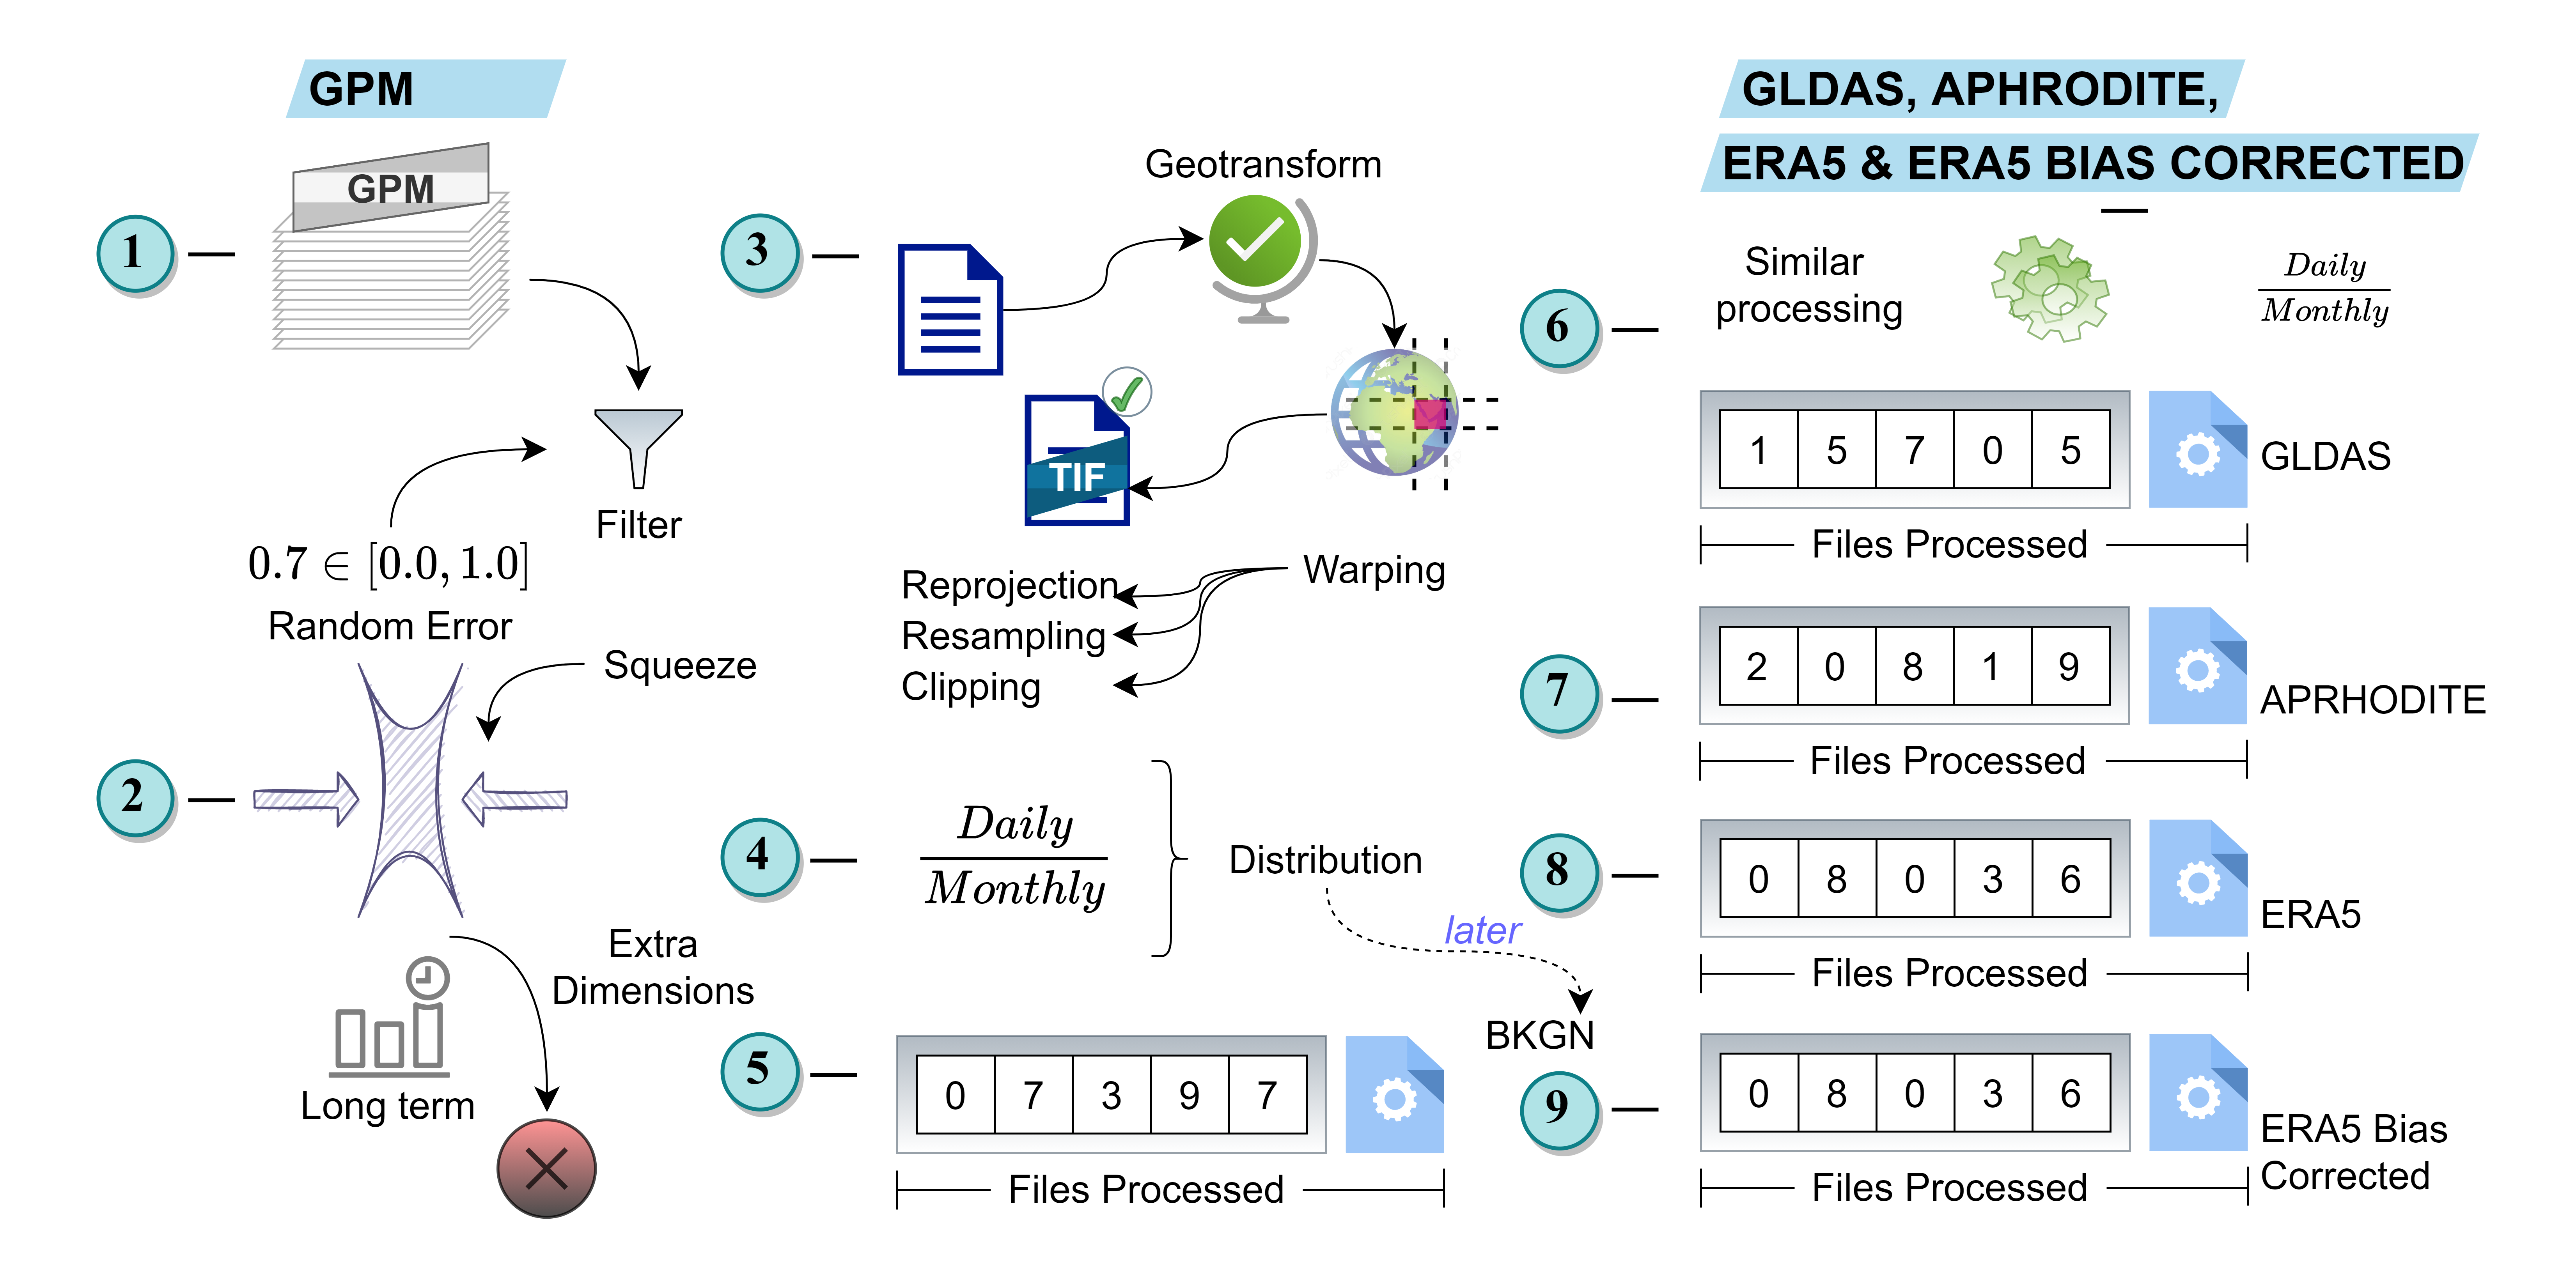 GPM
GPM
1
Filter
0.7 ∈ [0.0, 1.0]
Random Error
Squeeze
2
Extra
Dimensions
Long term
3
Geotransform
TIF
Warping
Reprojection
Resampling
Clipping
4
Daily
Monthly
Distribution
later
BKGN
5
0 7 3 9 7
Files Processed
GLDAS, APHRODITE,
ERA5 & ERA5 BIAS CORRECTED
6
Similar
processing
Daily
Monthly
1 5 7 0 5
GLDAS
Files Processed
7
2 0 8 1 9
APRHODITE
Files Processed
8
0 8 0 3 6
ERA5
Files Processed
9
0 8 0 3 6
ERA5 Bias
Corrected
Files Processed